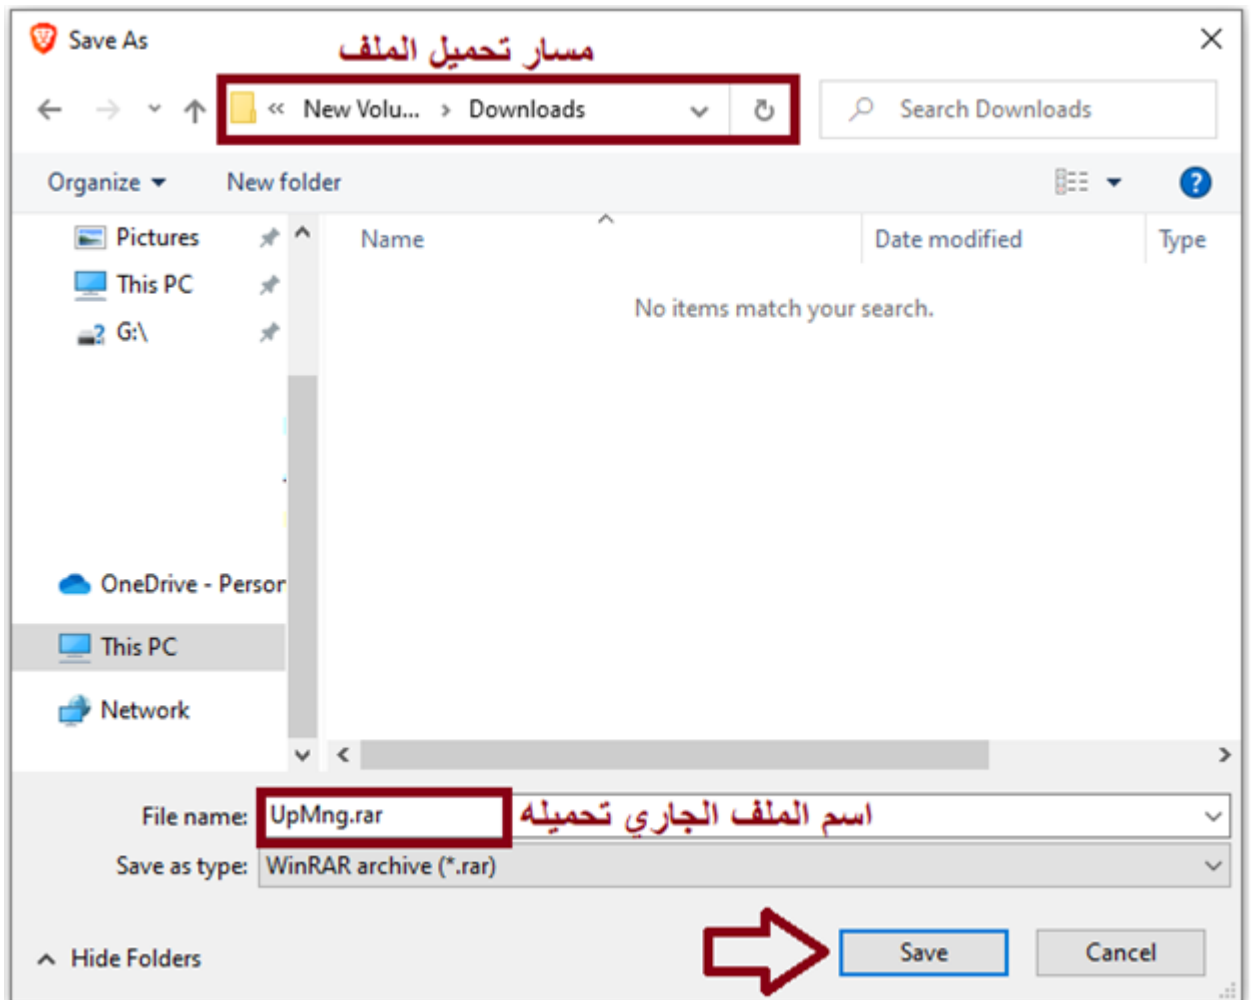 Save As
مسار تحميل الملف
« New Volu... › Downloads
Search Downloads
Organize
New folder
Name
Date modified
Type
Pictures
This PC
G:\
No items match your search.
OneDrive - Person
This PC
Network
File name: UpMng.rar
اسم الملف الجاري تحميله
Save as type: WinRAR archive (*.rar)
Hide Folders
Save
Cancel